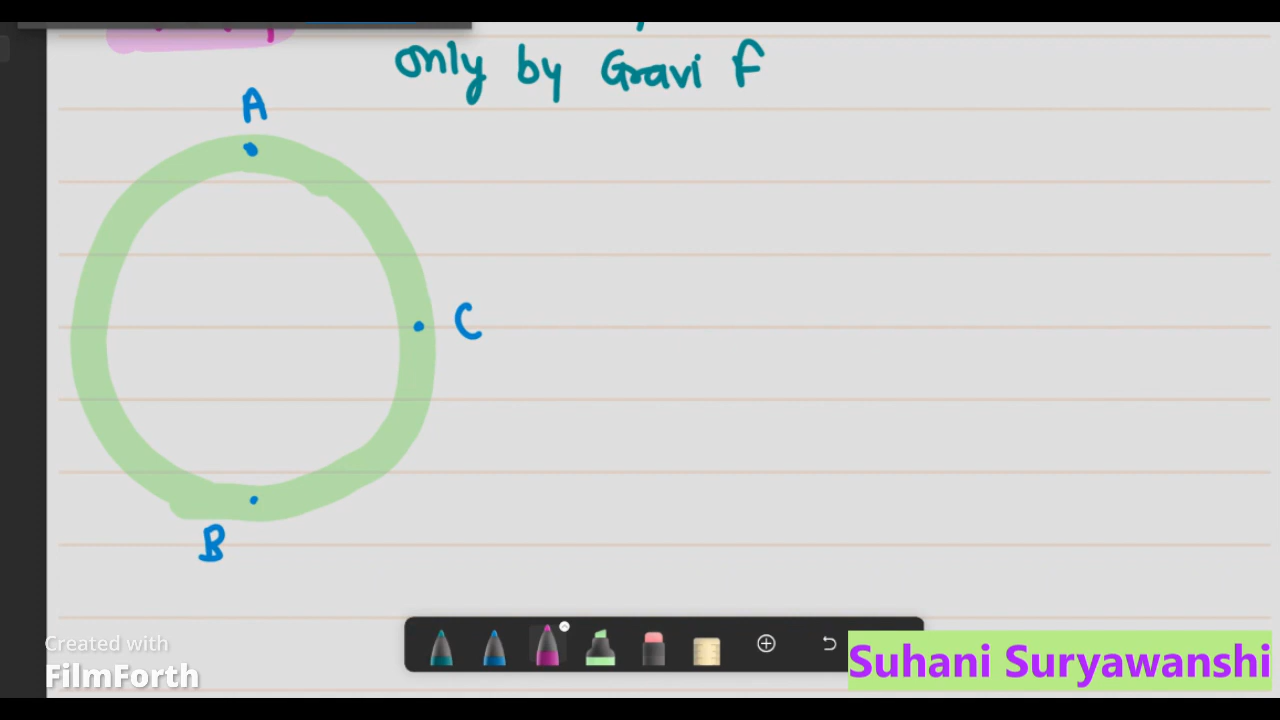 only by Gravi F
A
C
B
Created with
FilmForth
Suhani Suryawanshi